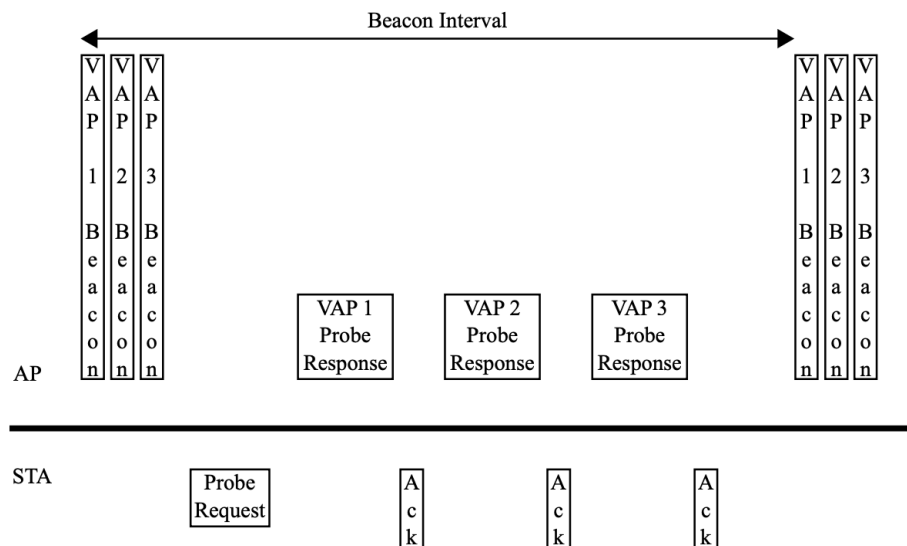 Beacon Interval
VAP 1 Beacon
VAP 2 Beacon
VAP 3 Beacon
VAP 1 Beacon
VAP 2 Beacon
VAP 3 Beacon
VAP 1
Probe
Response
VAP 2
Probe
Response
VAP 3
Probe
Response
AP
STA
Probe
Request
Ack
Ack
Ack